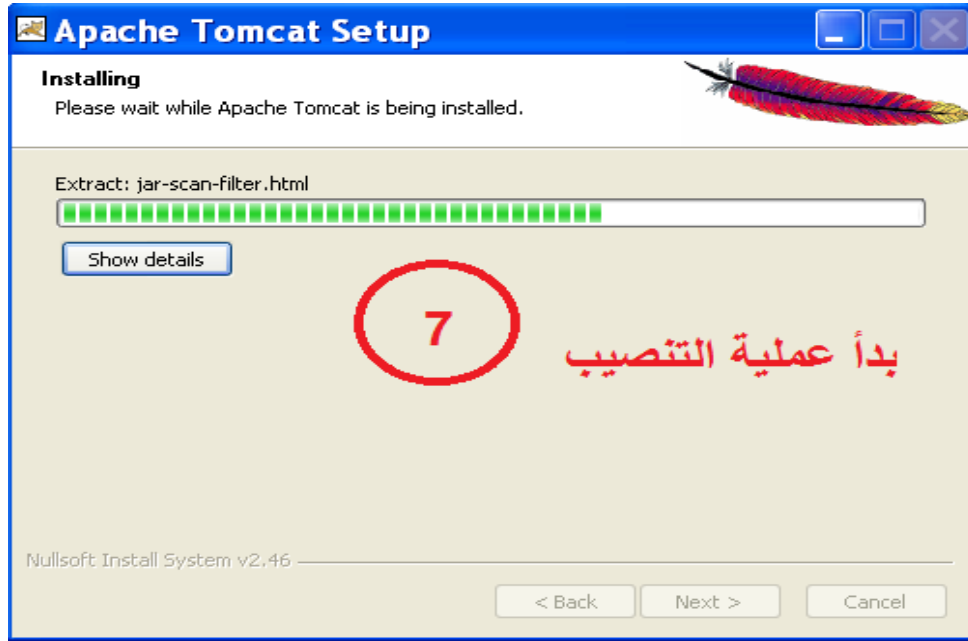 Apache Tomcat Setup
Installing
Please wait while Apache Tomcat is being installed.
Extract: jar-scan-filter.html
Show details
7
بدأ عملية التنصيب
Nullsoft Install System v2.46
< Back Next > Cancel